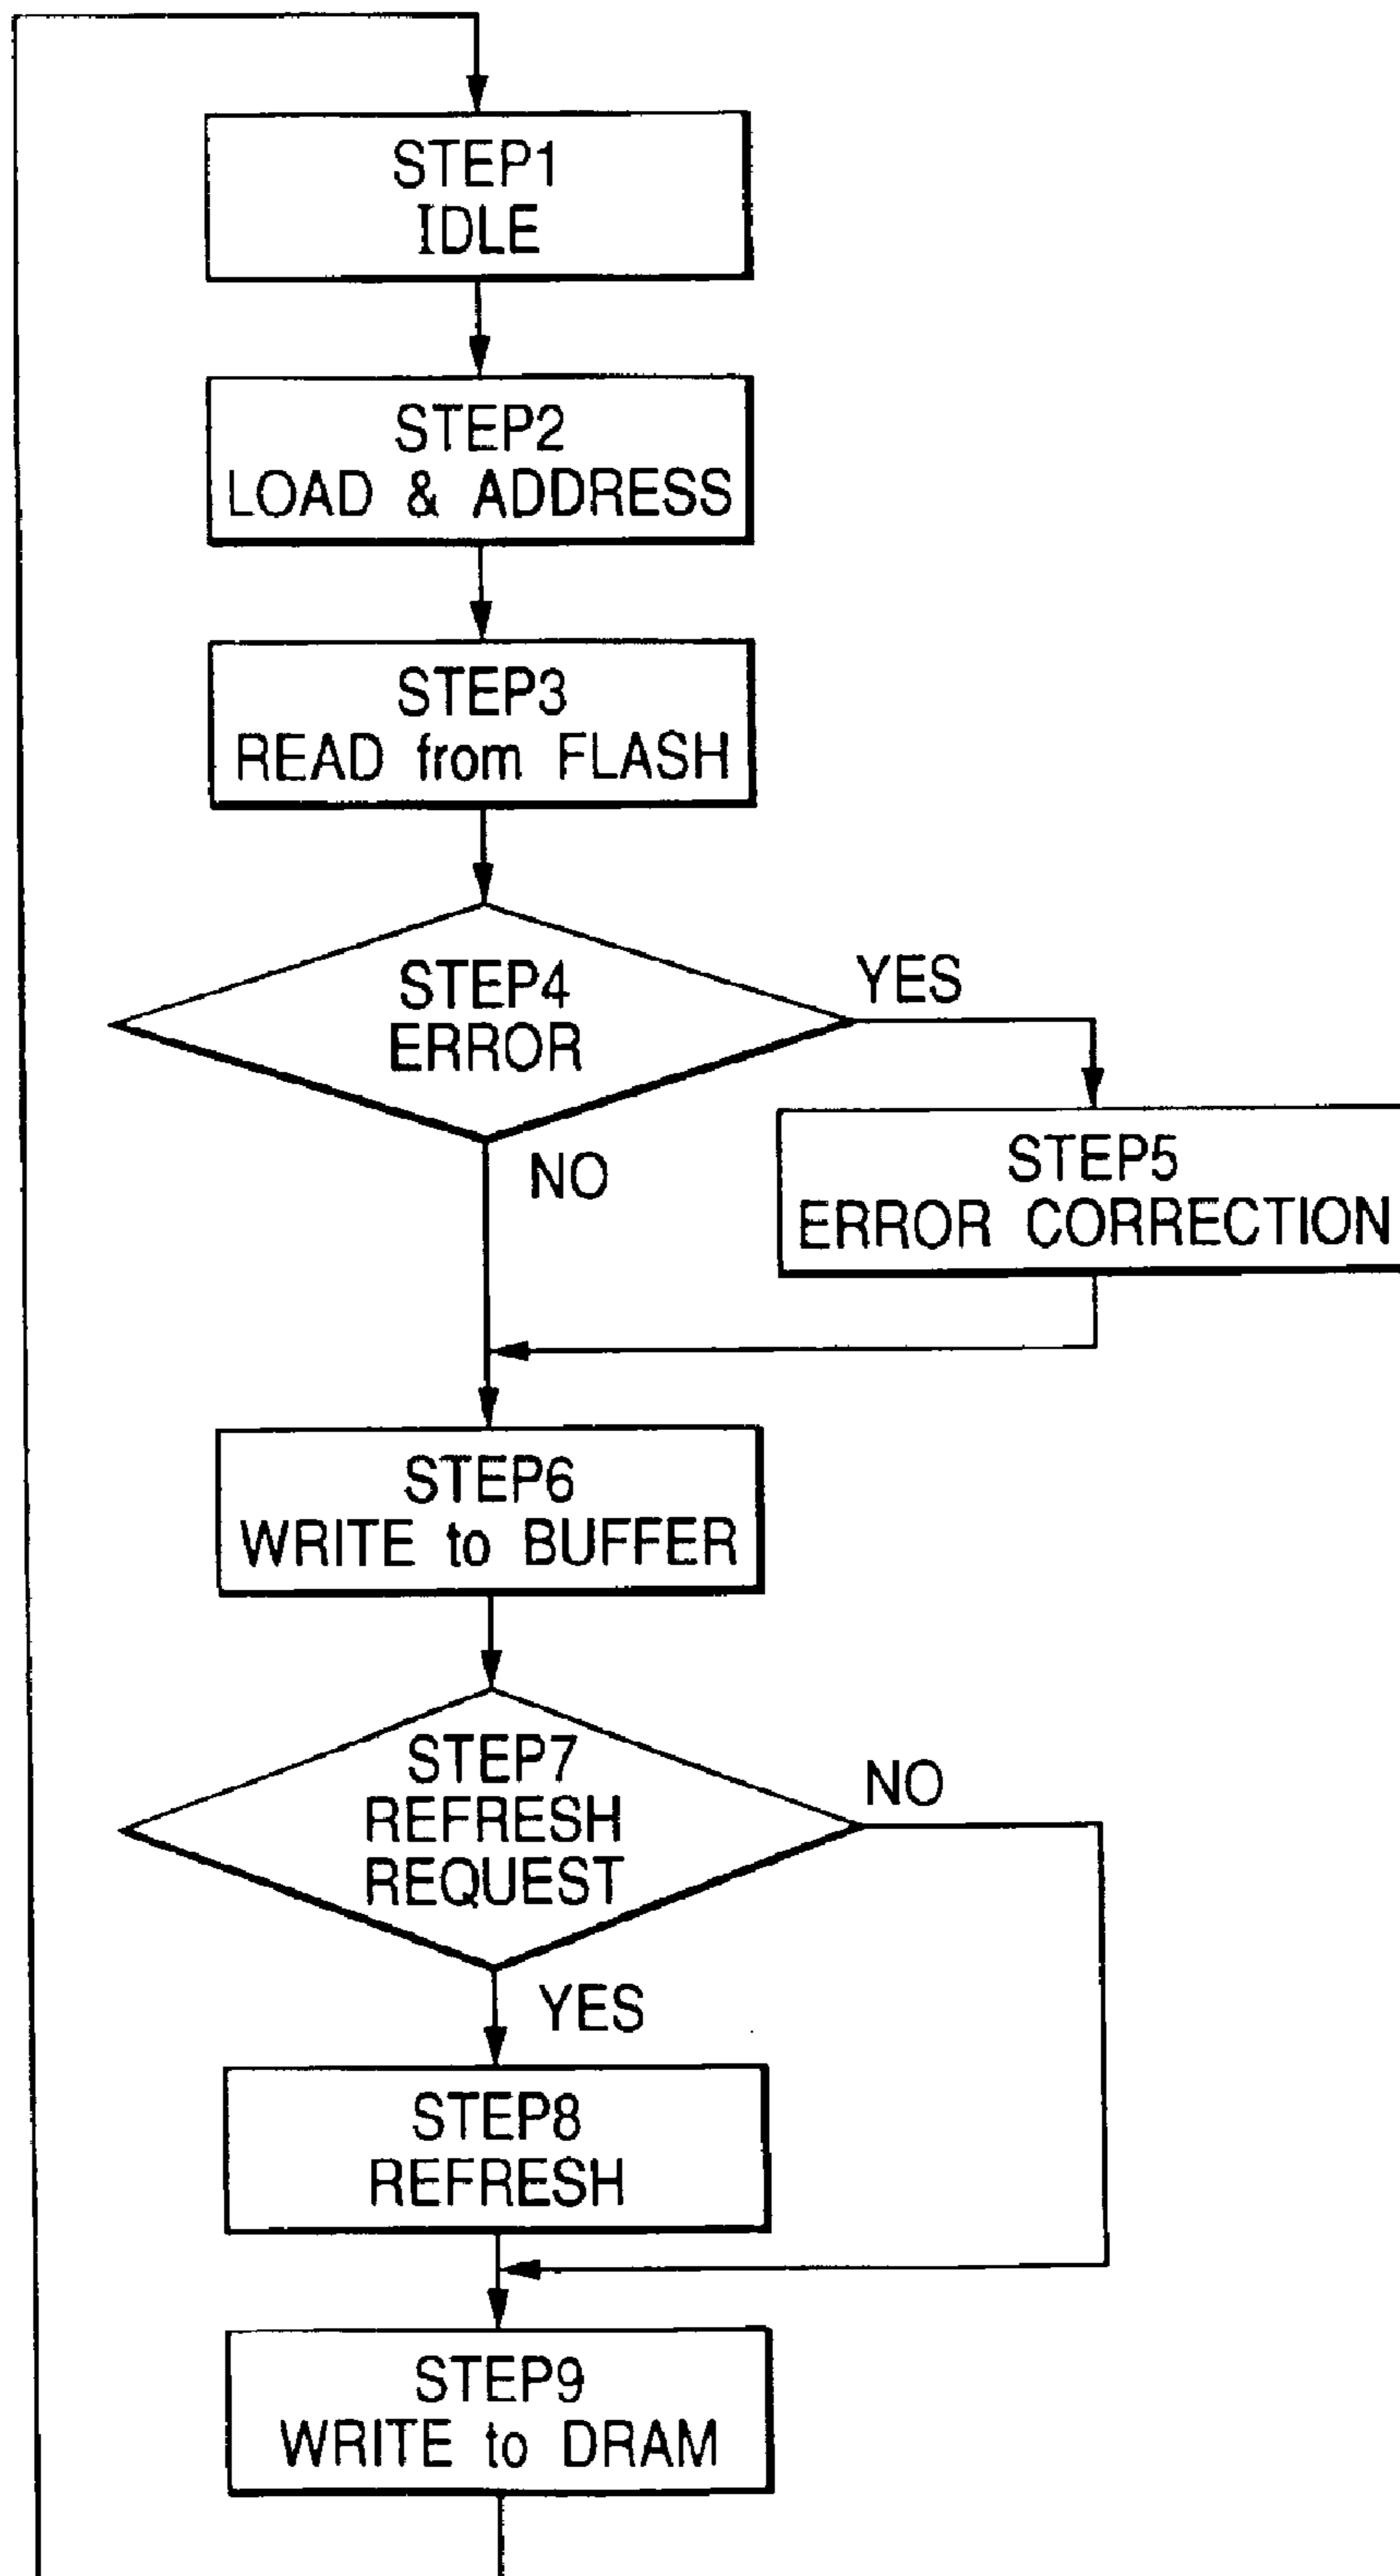 STEP1
IDLE
STEP2
LOAD & ADDRESS
STEP3
READ from FLASH
STEP4
ERROR
YES
NO
STEP5
ERROR CORRECTION
STEP6
WRITE to BUFFER
STEP7
REFRESH
REQUEST
NO
YES
STEP8
REFRESH
STEP9
WRITE to DRAM